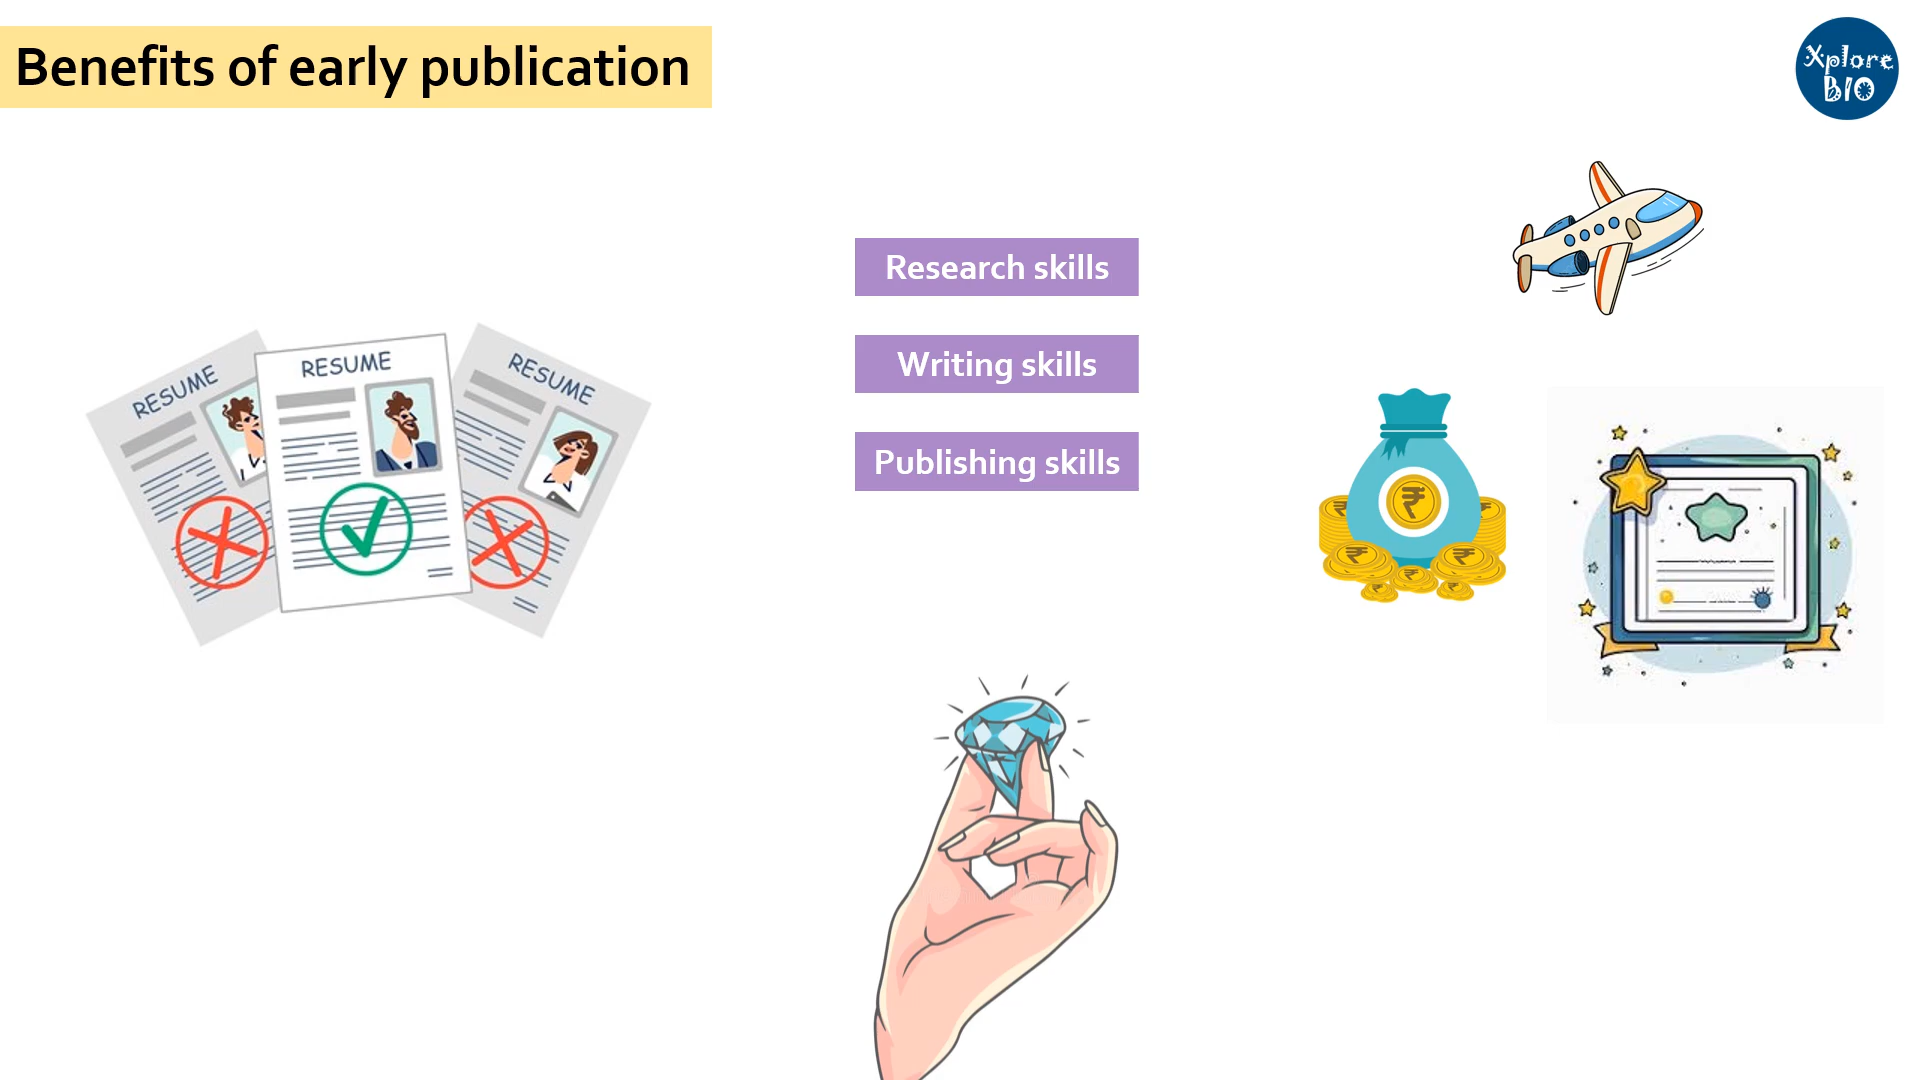 Benefits of early publication
Xplore
BIO
RESUME
RESUME
RESUME
Research skills
Writing skills
Publishing skills
₹
₹
₹
₹
₹
₹
₹
₹